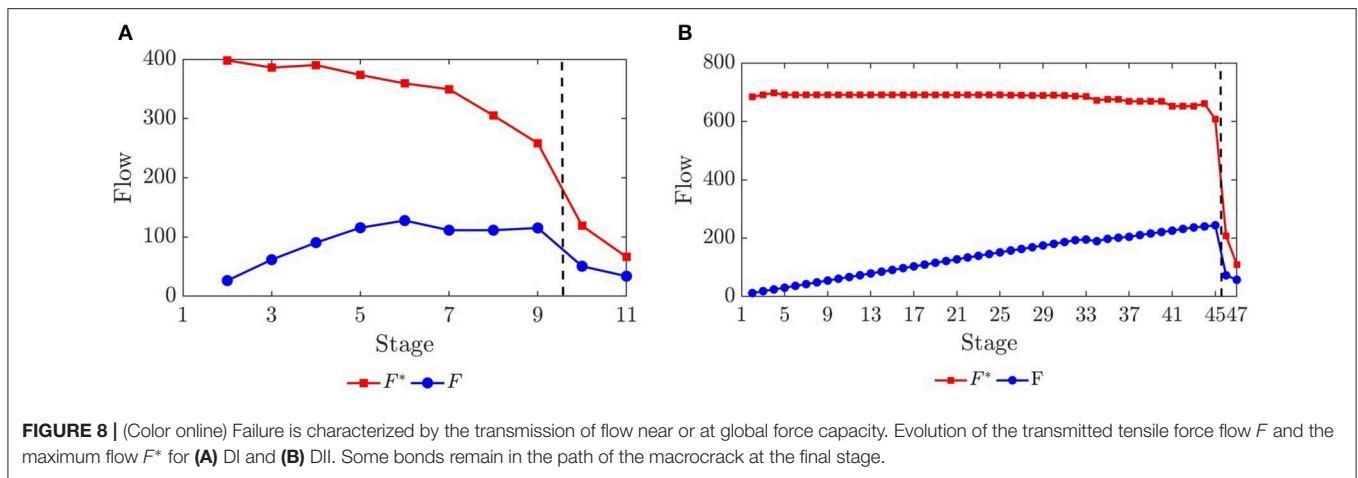 A
400
300
200
100
0
Flow
1 3 5 7 9 11
Stage
F* F
B
800
600
400
200
0
Flow
1 5 9 13 17 21 25 29 33 37 41 45 47
Stage
F* F
FIGURE 8 | (Color online) Failure is characterized by the transmission of flow near or at global force capacity. Evolution of the transmitted tensile force flow F and the
maximum flow F* for (A) DI and (B) DII. Some bonds remain in the path of the macrocrack at the final stage.